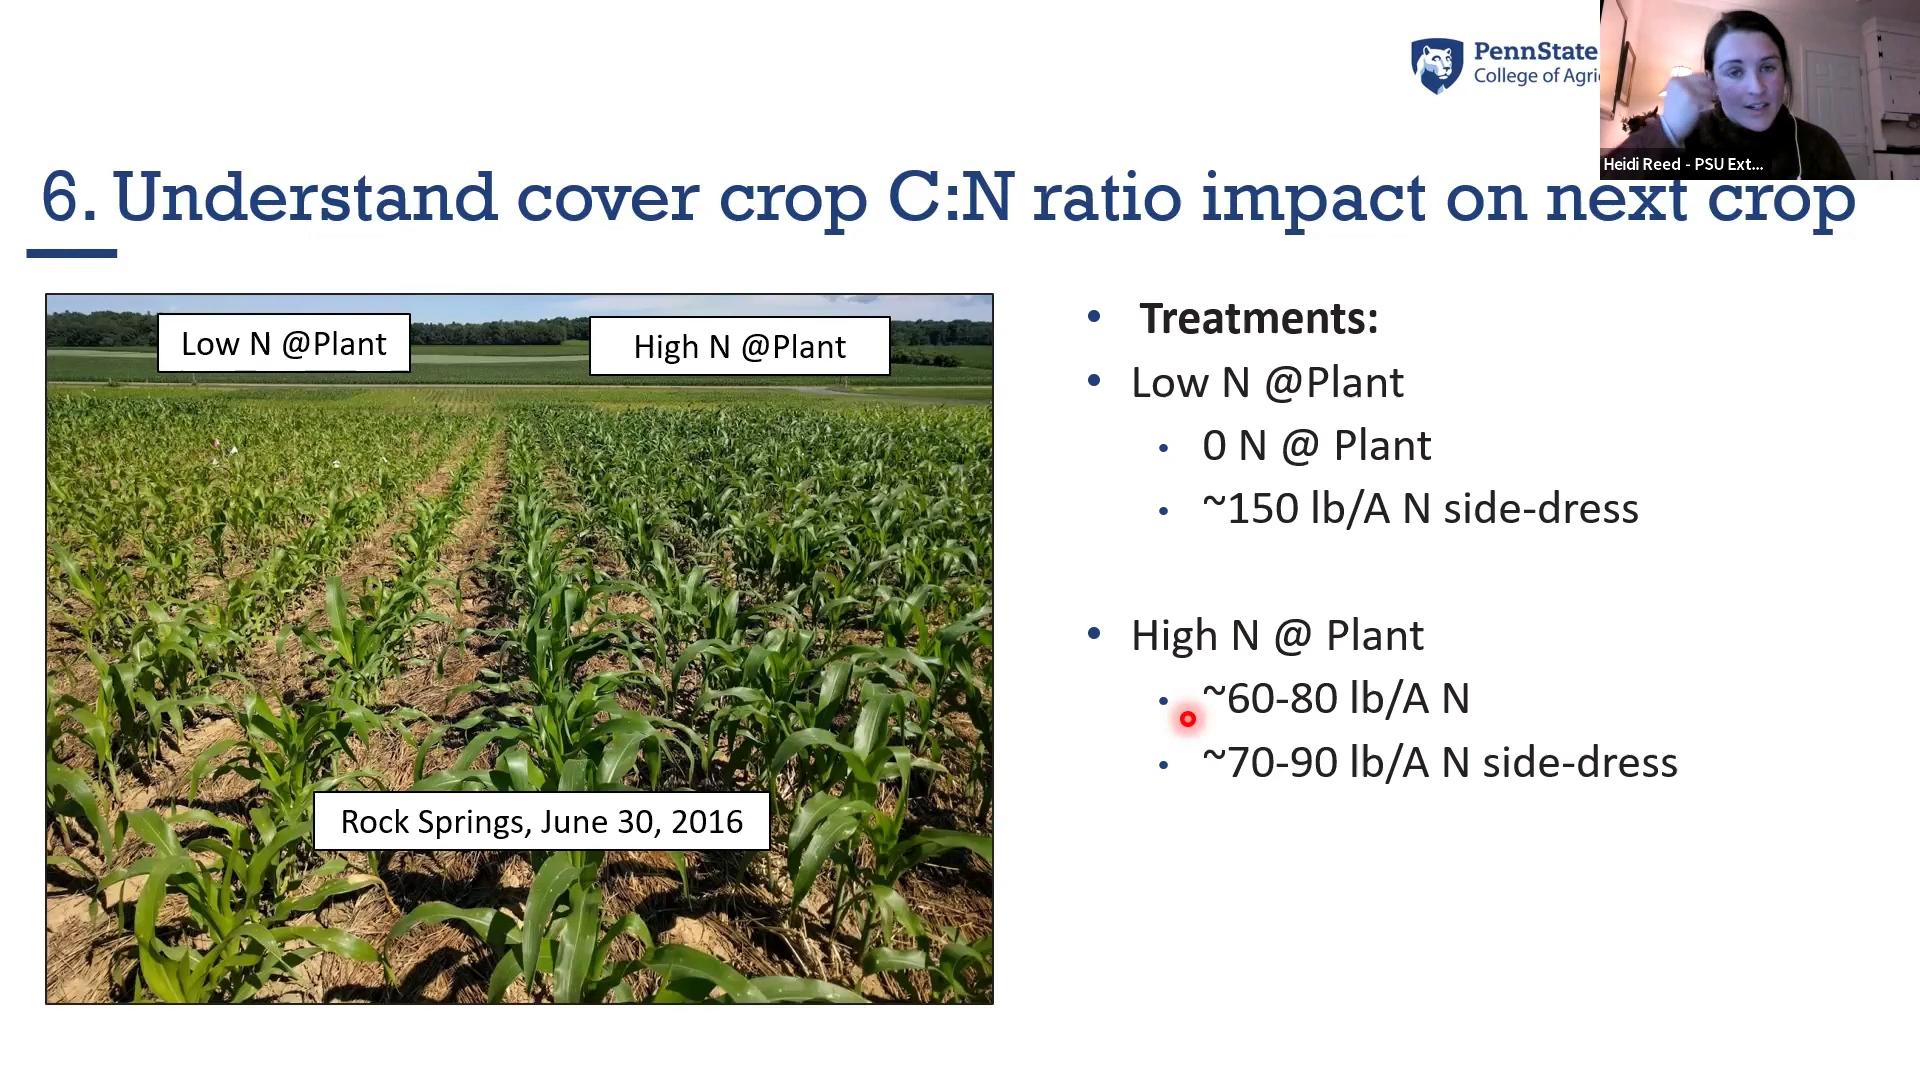 PennState
College of Agri
Heidi Reed - PSU Ext...
6. Understand cover crop C:N ratio impact on next crop
Low N @Plant
High N @Plant
Rock Springs, June 30, 2016
• Treatments:
• Low N @Plant
• 0 N @ Plant
• ~150 lb/A N side-dress
• High N @ Plant
• ~60-80 lb/A N
• ~70-90 lb/A N side-dress